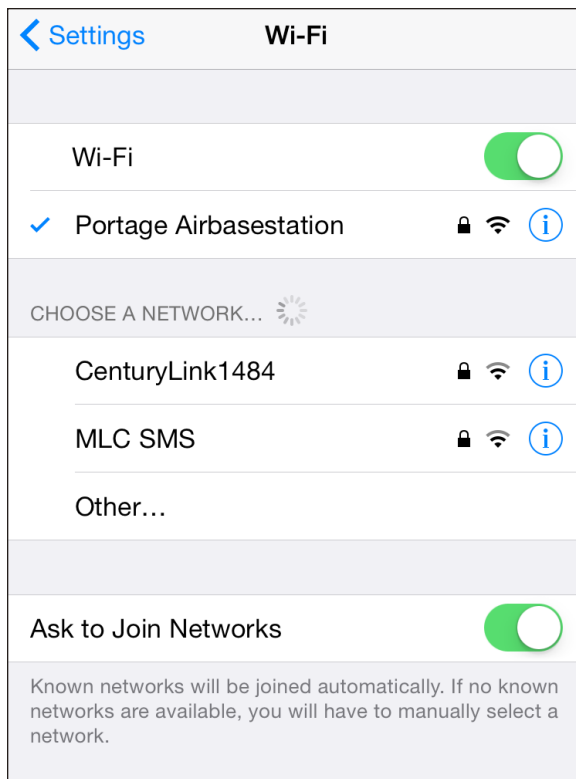 Settings
Wi-Fi
Wi-Fi
Portage Airbasestation
CHOOSE A NETWORK...
CenturyLink1484
MLC SMS
Other...
Ask to Join Networks
Known networks will be joined automatically. If no known
networks are available, you will have to manually select a
network.